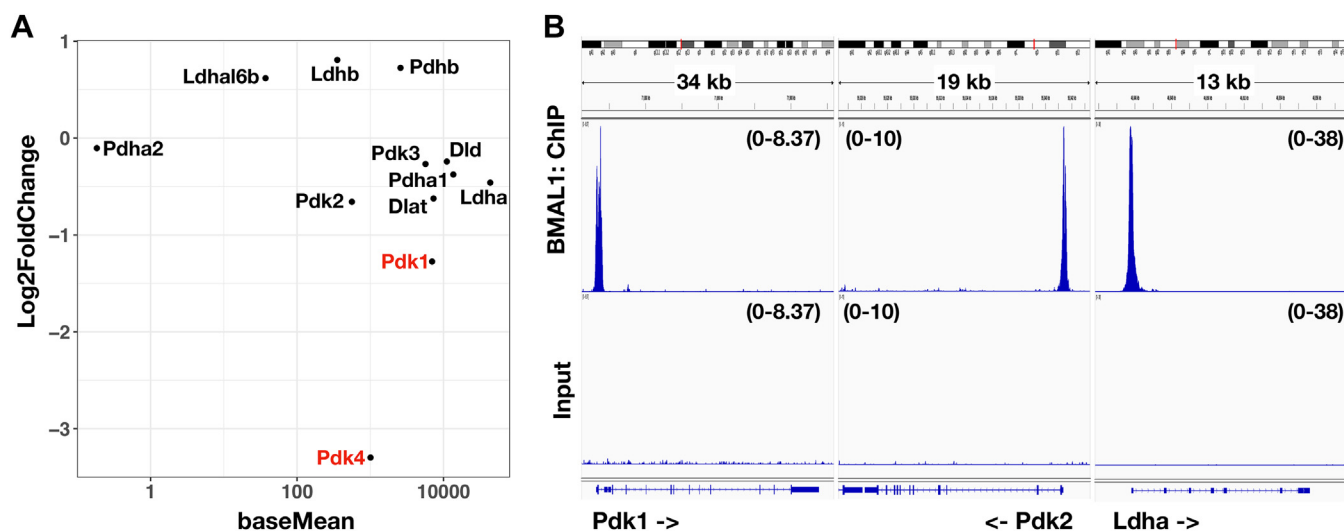 A
B
Log2FoldChange
1
0
−1
−2
−3
Ldhal6b
Ldhb
Pdhb
Pdha2
Pdk3
Dld
Pdha1
Ldha
Pdk2
Dlat
Pdk1
Pdk4
1
100
10000
baseMean
34 kb
19 kb
13 kb
BMAL1: ChIP
(0-8.37)
(0-10)
(0-38)
Input
(0-8.37)
(0-10)
(0-38)
Pdk1 ->
<- Pdk2
Ldha ->